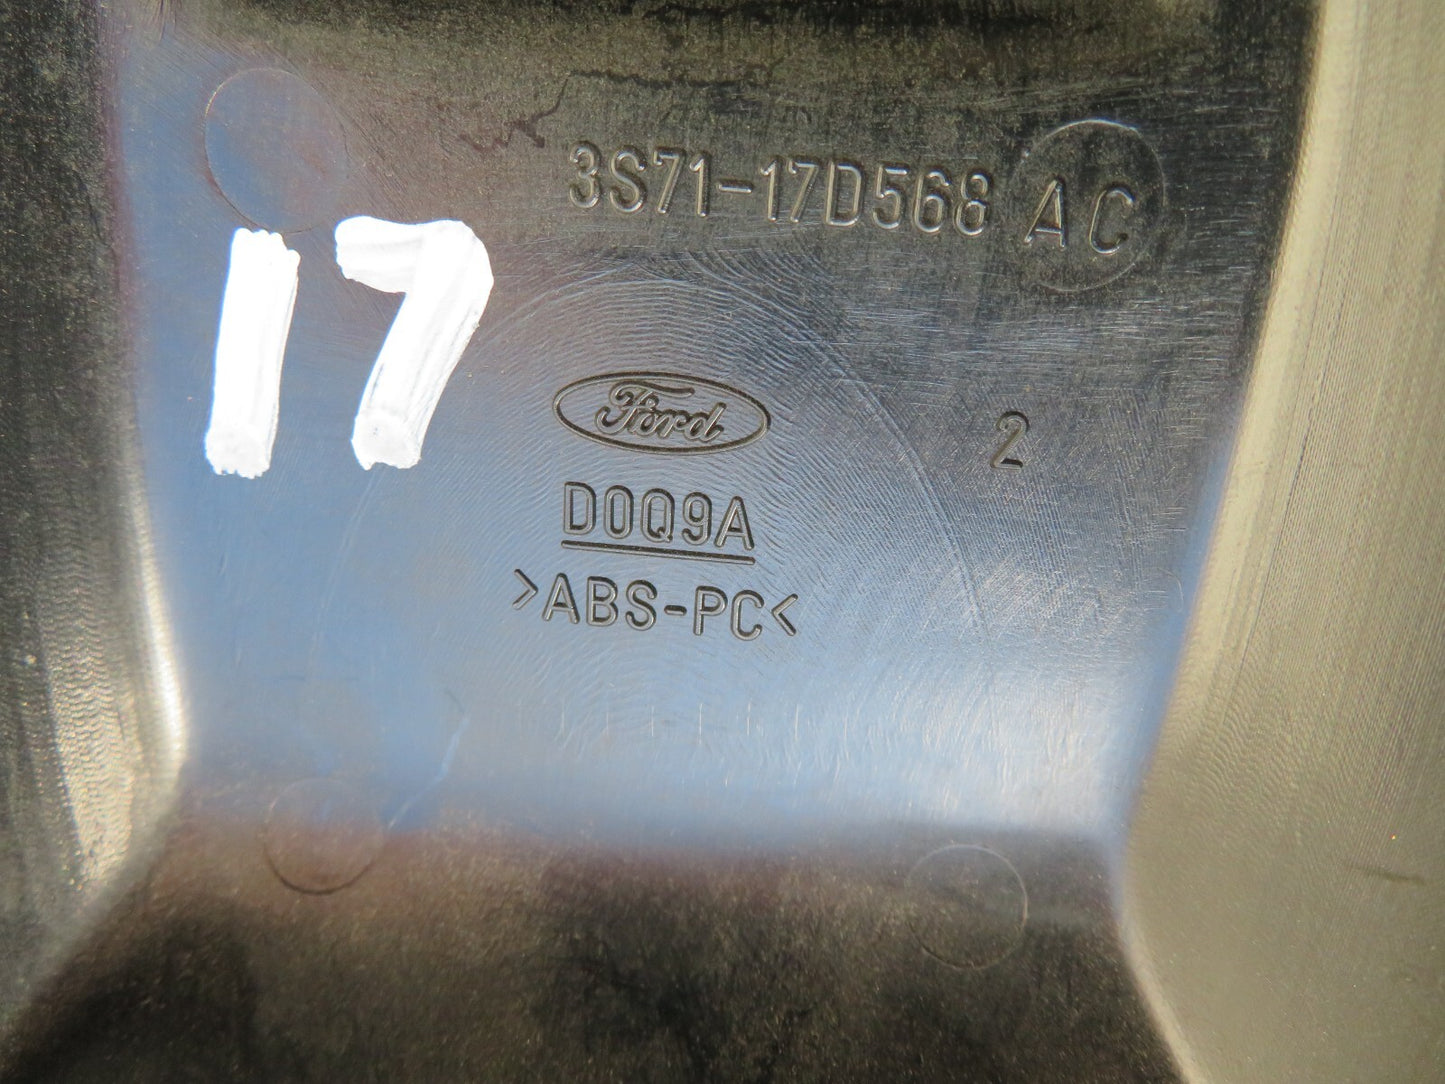 3S71-17D568 AC
17
Ford
2
D0Q9A
>ABS-PC<